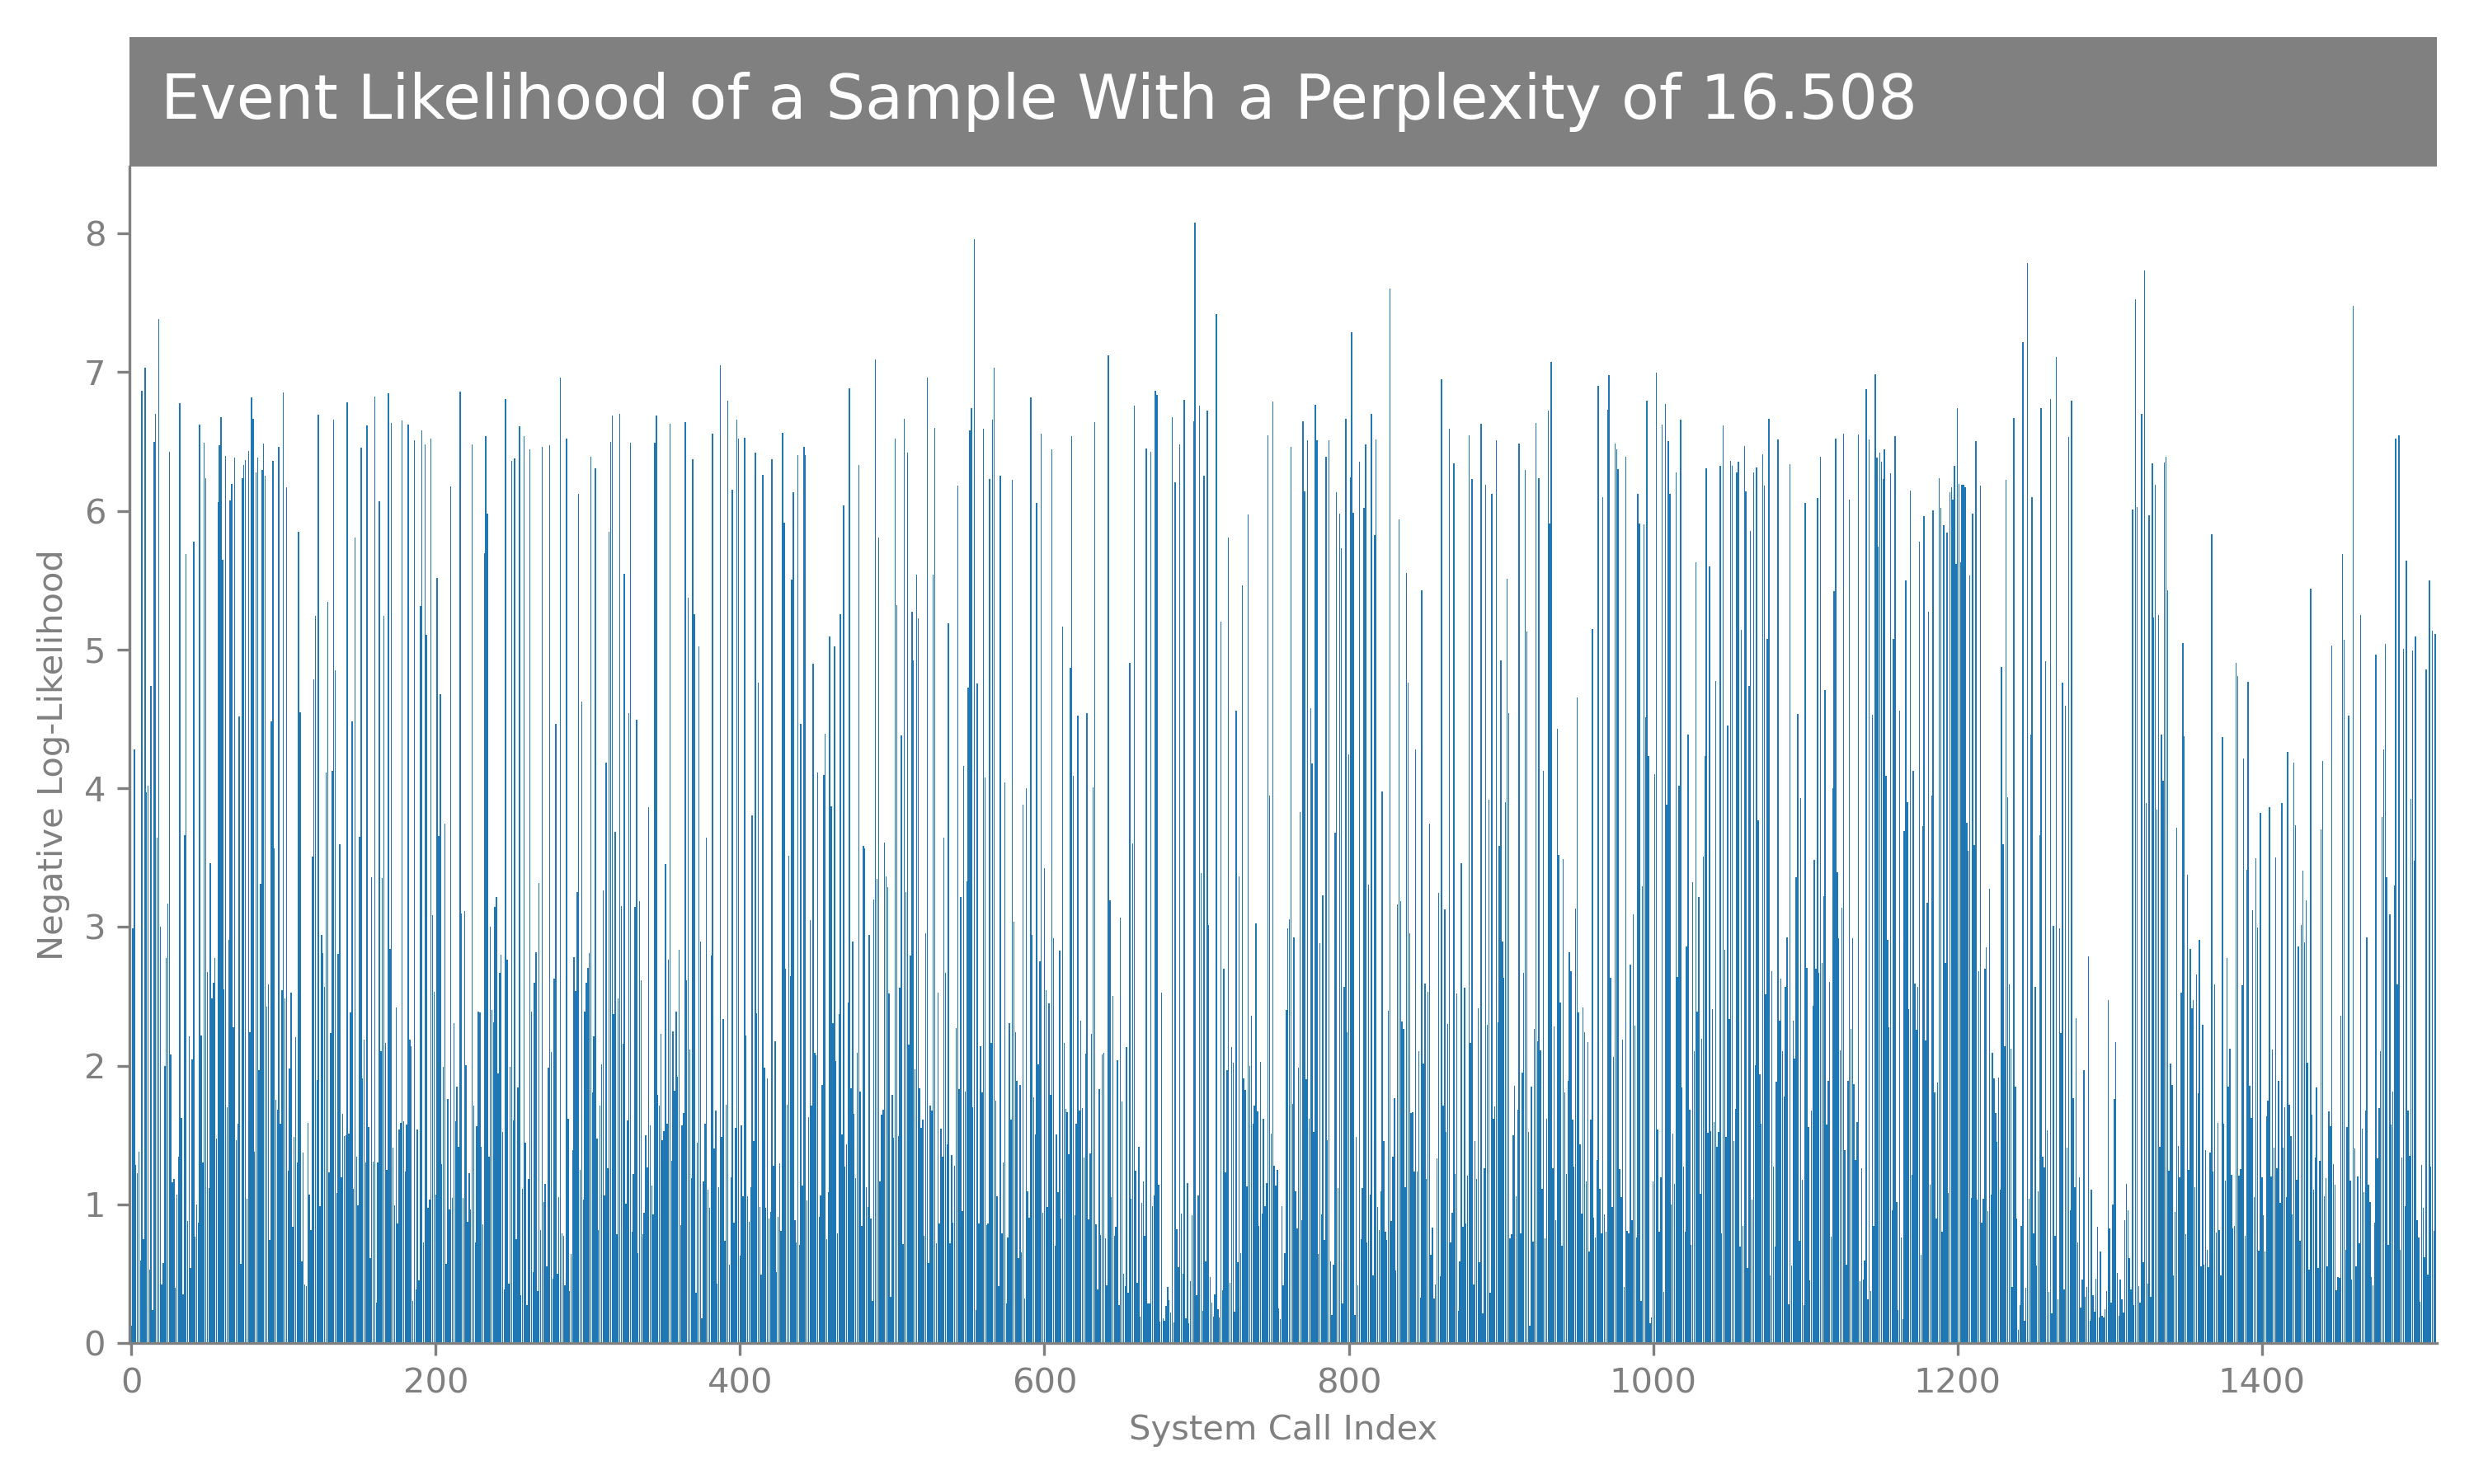 Event Likelihood of a Sample With a Perplexity of 16.508
8
7
6
5
4
3
2
1
0
Negative Log-Likelihood
0 200 400 600 800 1000 1200 1400
System Call Index